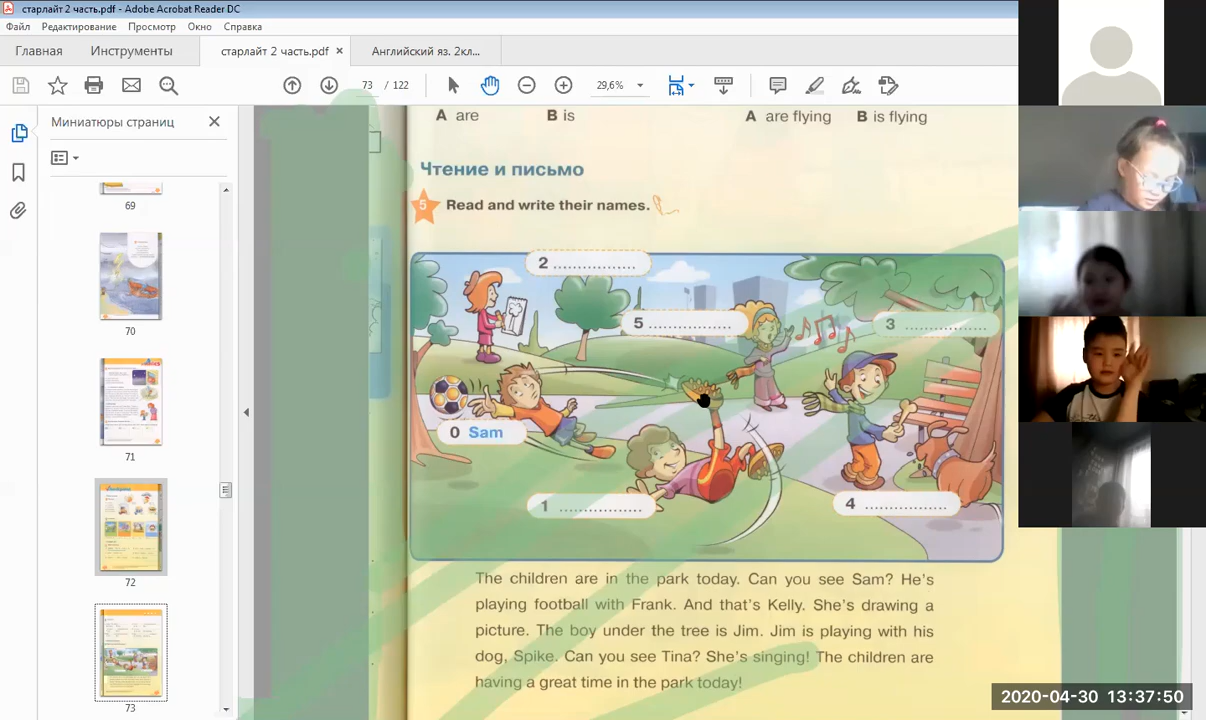 старлайт 2 часть.pdf - Adobe Acrobat Reader DC
Файл Редактирование Просмотр Окно Справка
Главная Инструменты старлайт 2 часть.pdf × Английский яз. 2кл...
73 / 122 29,6%
Миниатюры страниц
69
70
71
72
73
A are B is A are flying B is flying
Чтение и письмо
5 Read and write their names.
2 ................
5 ................
3 ................
0 Sam
1 ................
4 ................
The children are in the park today. Can you see Sam? He's
playing football with Frank. And that's Kelly. She's drawing a
picture. The boy under the tree is Jim. Jim is playing with his
dog, Spike. Can you see Tina? She's singing! The children are
having a great time in the park today!
2020-04-30 13:37:50